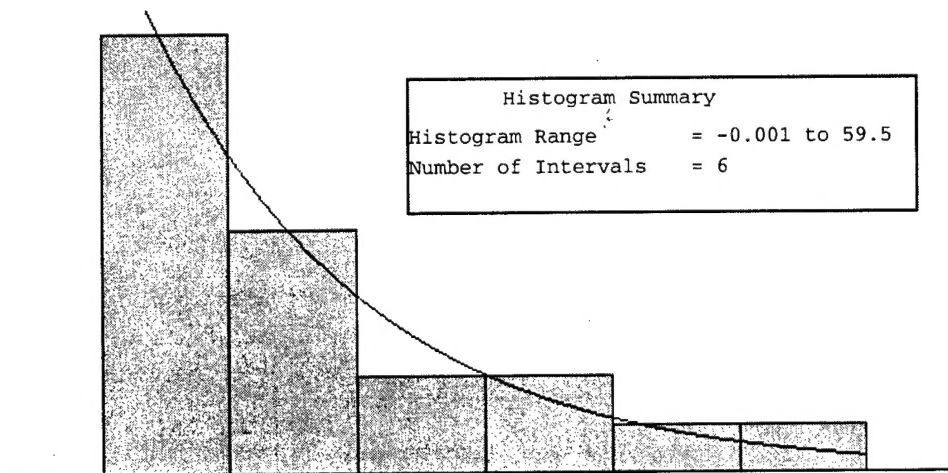 Histogram Summary
Histogram Range = -0.001 to 59.5
Number of Intervals = 6